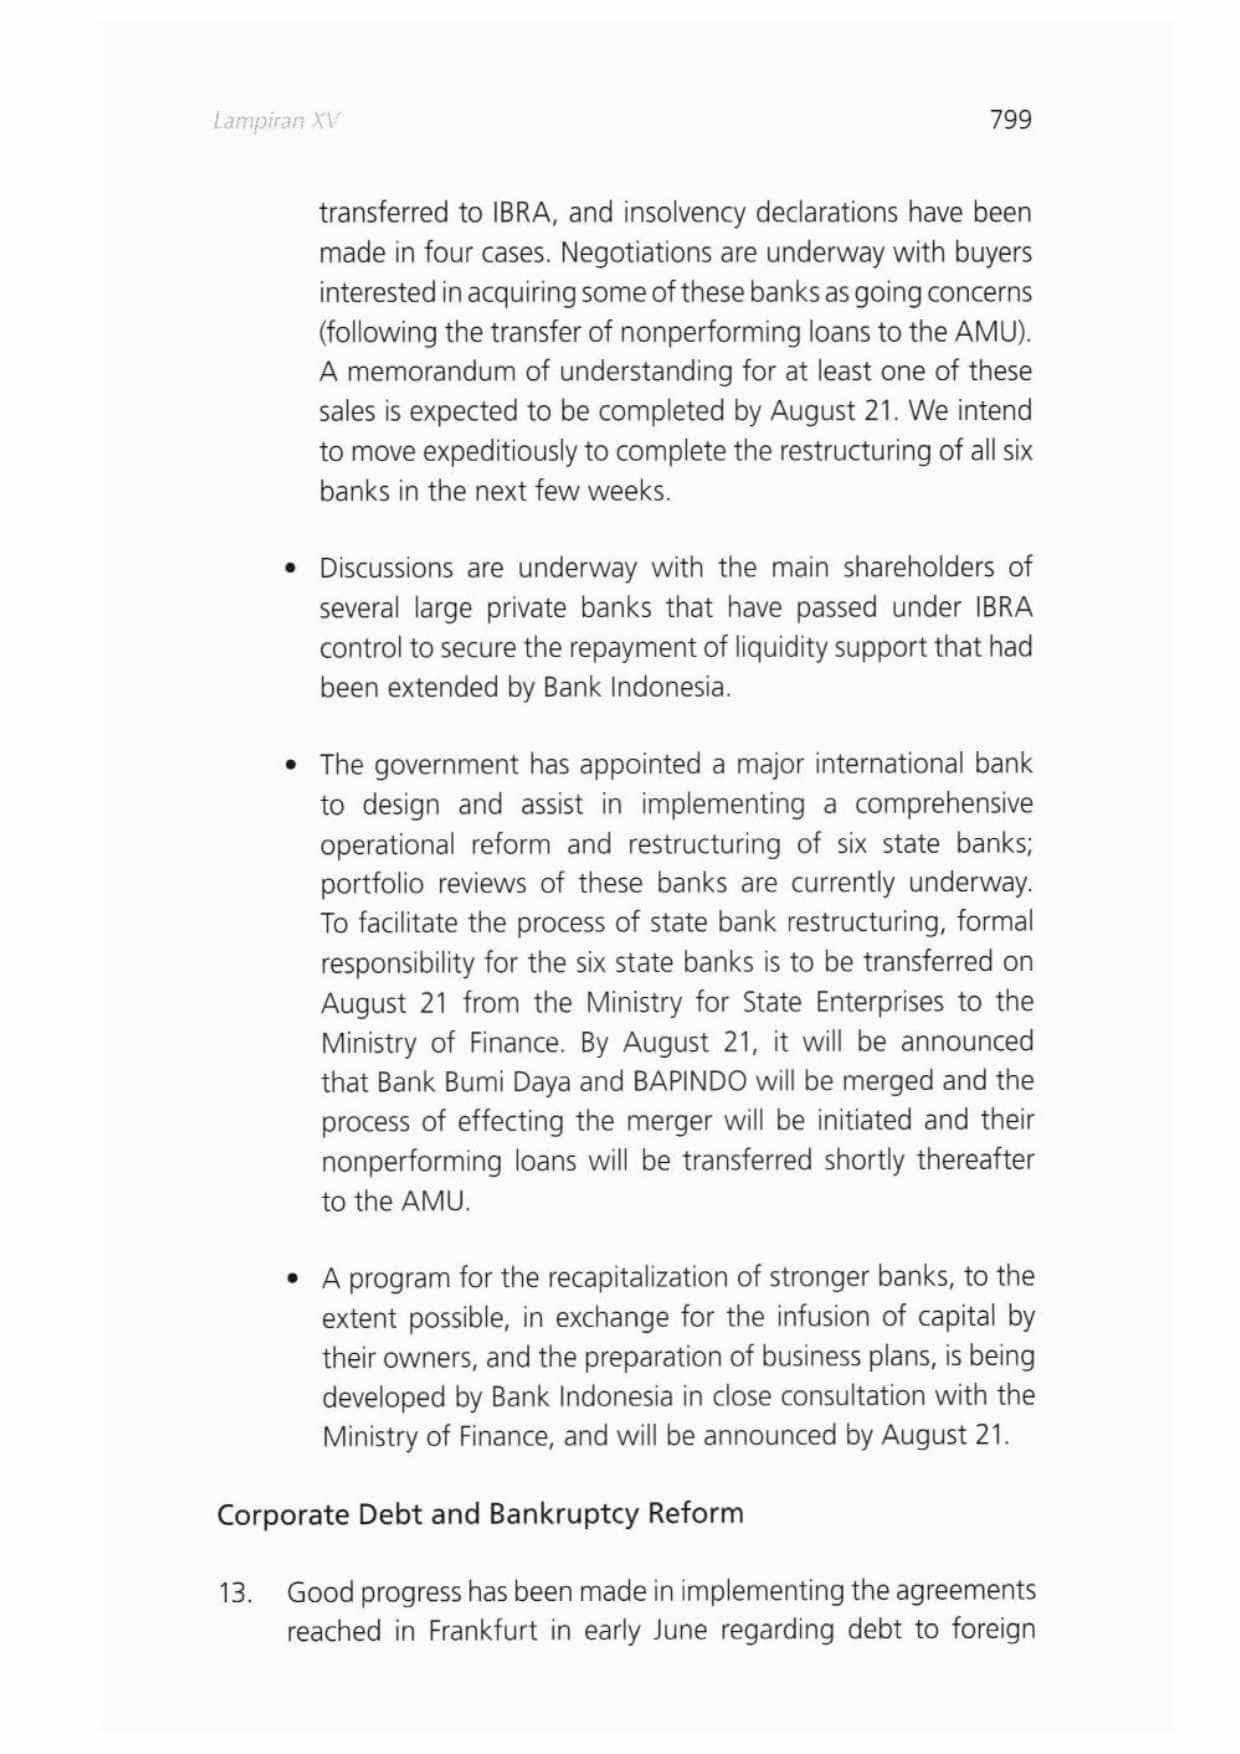 Lampiran XV
799
transferred to IBRA, and insolvency declarations have been
made in four cases. Negotiations are underway with buyers
interested in acquiring some of these banks as going concerns
(following the transfer of nonperforming loans to the AMU).
A memorandum of understanding for at least one of these
sales is expected to be completed by August 21. We intend
to move expeditiously to complete the restructuring of all six
banks in the next few weeks.
• Discussions are underway with the main shareholders of
several large private banks that have passed under IBRA
control to secure the repayment of liquidity support that had
been extended by Bank Indonesia.
• The government has appointed a major international bank
to design and assist in implementing a comprehensive
operational reform and restructuring of six state banks;
portfolio reviews of these banks are currently underway.
To facilitate the process of state bank restructuring, formal
responsibility for the six state banks is to be transferred on
August 21 from the Ministry for State Enterprises to the
Ministry of Finance. By August 21, it will be announced
that Bank Bumi Daya and BAPINDO will be merged and the
process of effecting the merger will be initiated and their
nonperforming loans will be transferred shortly thereafter
to the AMU.
• A program for the recapitalization of stronger banks, to the
extent possible, in exchange for the infusion of capital by
their owners, and the preparation of business plans, is being
developed by Bank Indonesia in close consultation with the
Ministry of Finance, and will be announced by August 21.
Corporate Debt and Bankruptcy Reform
13. Good progress has been made in implementing the agreements
reached in Frankfurt in early June regarding debt to foreign